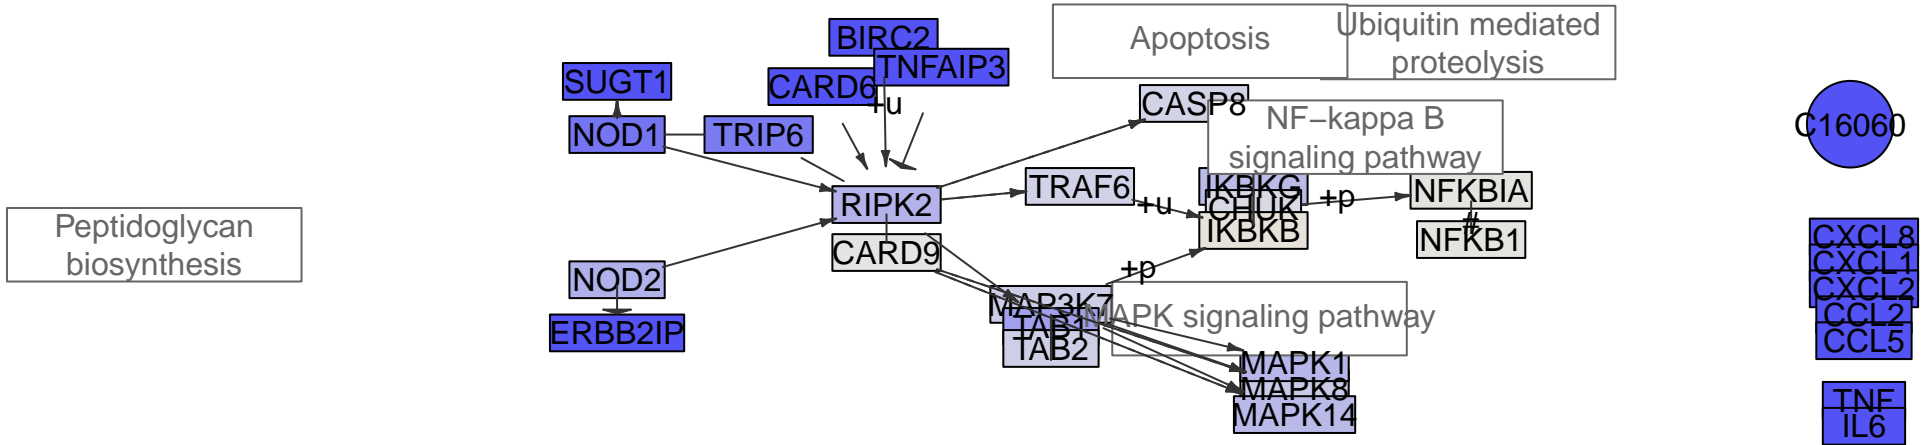 BIRC2
Apoptosis
Ubiquitin mediated
proteolysis
TNFAIP3
SUGT1
CARD6
+u
CASP8
NF−kappa B
signaling pathway
C16060
NOD1
TRIP6
RIPK2
TRAF6
+u
IKBKG
CHUK
IKBKB
+p
NFKBIA
#
NFKB1
Peptidoglycan
biosynthesis
CARD9
NOD2
+p
ERBB2IP
MAP3K7
TAB1
TAB2
MAPK signaling pathway
MAPK1
MAPK8
MAPK14
CXCL8
CXCL1
CXCL2
CCL2
CCL5
TNF
IL6